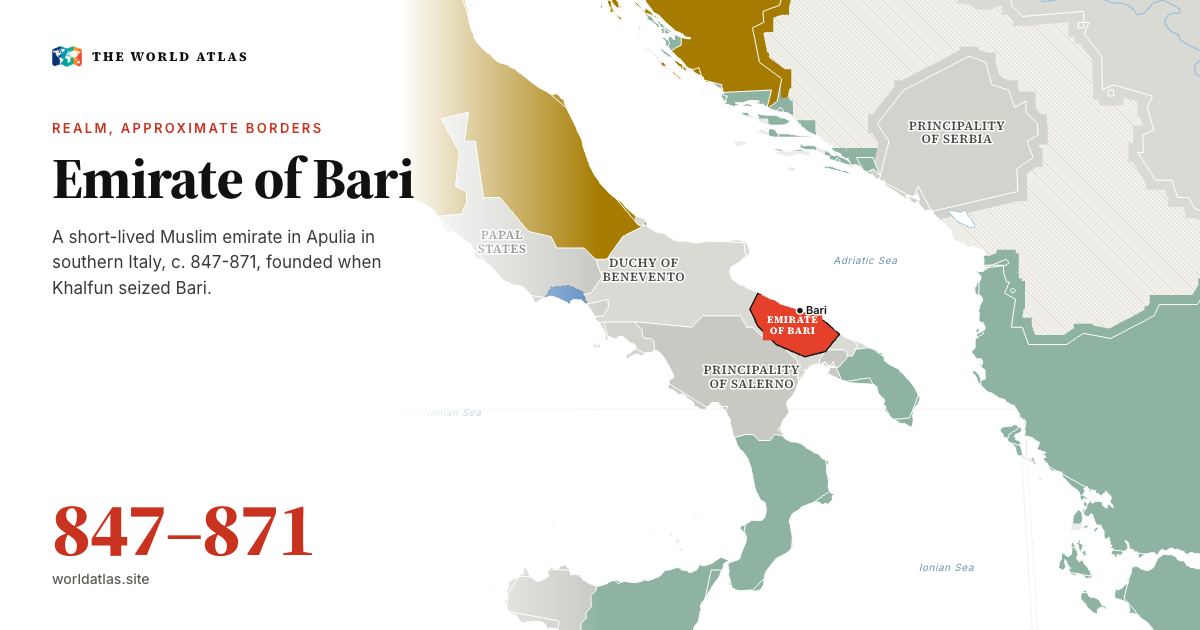 THE WORLD ATLAS
REALM, APPROXIMATE BORDERS
Emirate of Bari
A short-lived Muslim emirate in Apulia in
southern Italy, c. 847-871, founded when
Khalfun seized Bari.
847–871
worldatlas.site
PRINCIPALITY
OF SERBIA
PAPAL
STATES
DUCHY OF
BENEVENTO
Adriatic Sea
Bari
EMIRATE
OF BARI
PRINCIPALITY
OF SALERNO
Sea
Ionian Sea